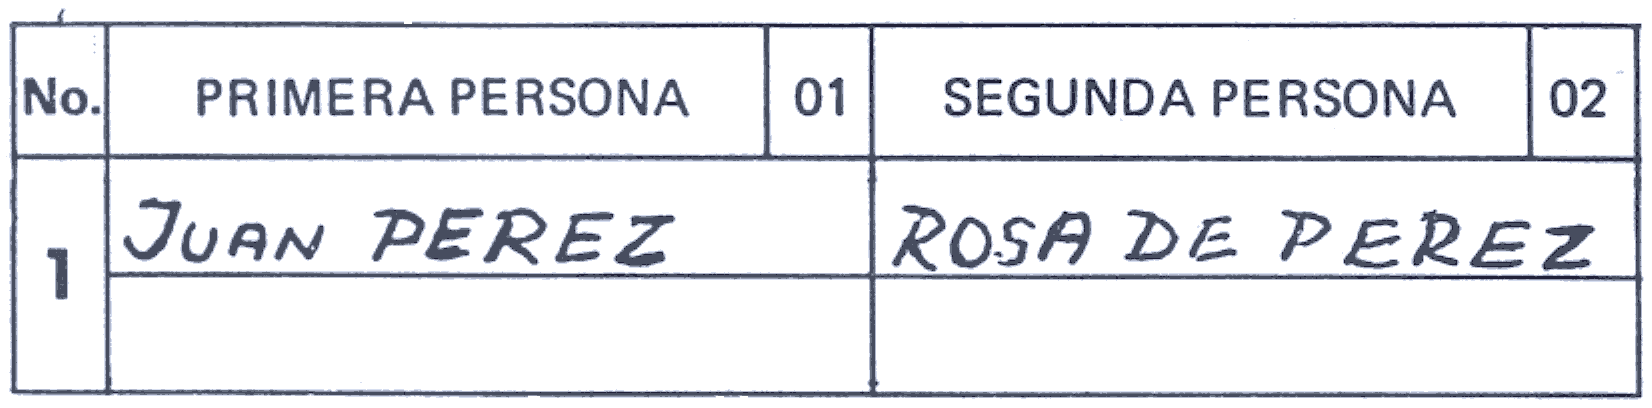 No. PRIMERA PERSONA 01 SEGUNDA PERSONA 02
1 JUAN PEREZ ROSA DE PEREZ